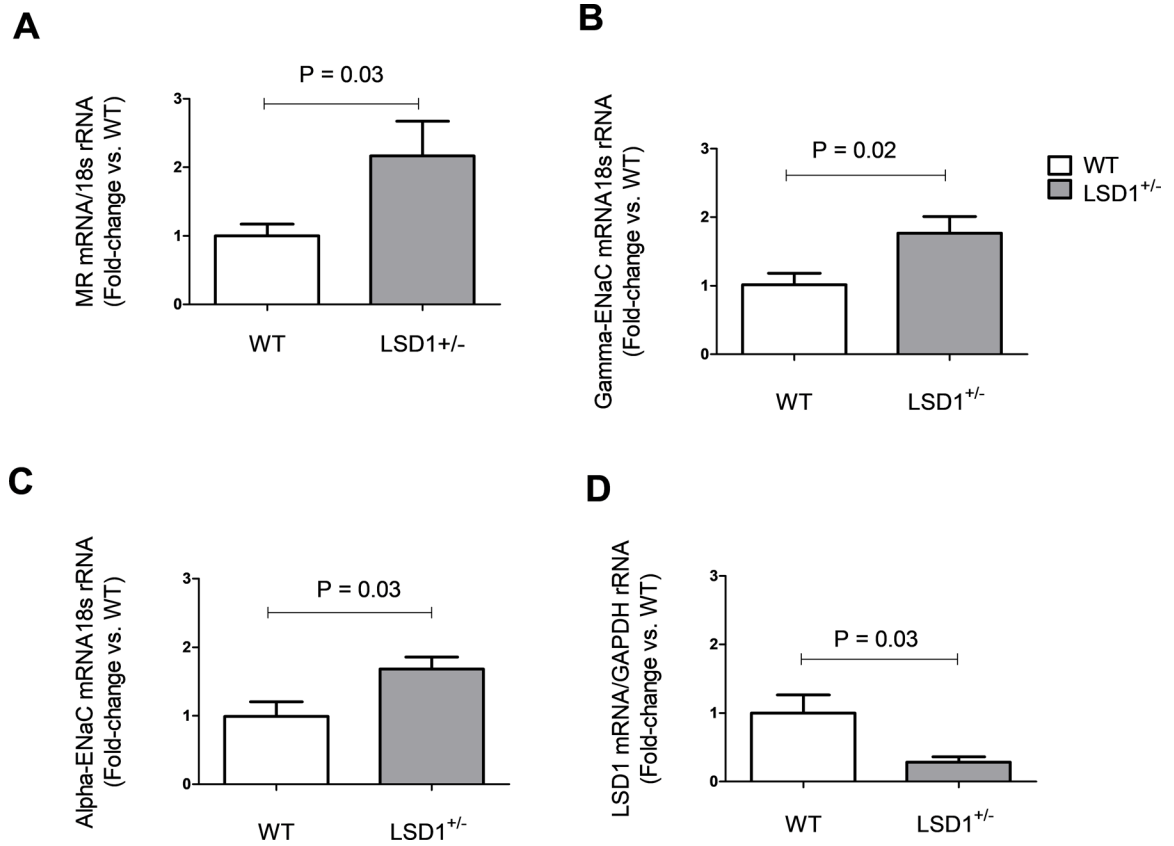 A
P = 0.03
MR mRNA/18s rRNA
(Fold-change vs. WT)
3
2
1
0
WT
LSD1+/-
B
P = 0.02
Gamma-ENaC mRNA18s rRNA
(Fold-change vs. WT)
3
2
1
0
WT
LSD1+/-
WT
LSD1+/-
C
P = 0.03
Alpha-ENaC mRNA18s rRNA
(Fold-change vs. WT)
3
2
1
0
WT
LSD1+/-
D
P = 0.03
LSD1 mRNA/GAPDH rRNA
(Fold-change vs. WT)
3
2
1
0
WT
LSD1+/-